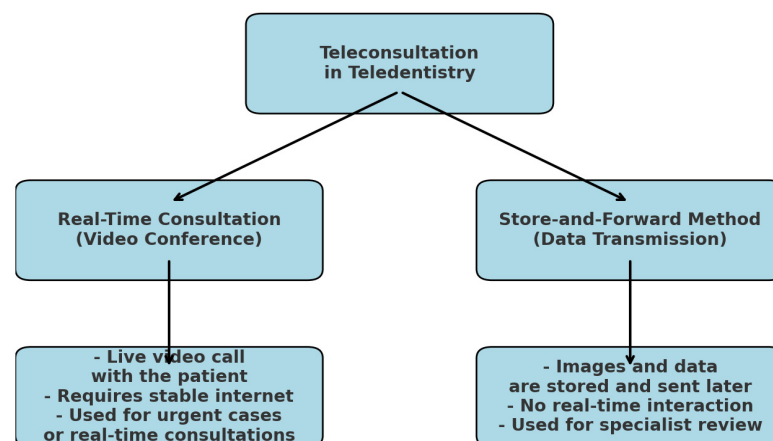 Teleconsultation
in Teledentistry
Real-Time Consultation
(Video Conference)
Store-and-Forward Method
(Data Transmission)
- Live video call
with the patient
- Requires stable internet
- Used for urgent cases
or real-time consultations
- Images and data
are stored and sent later
- No real-time interaction
- Used for specialist review